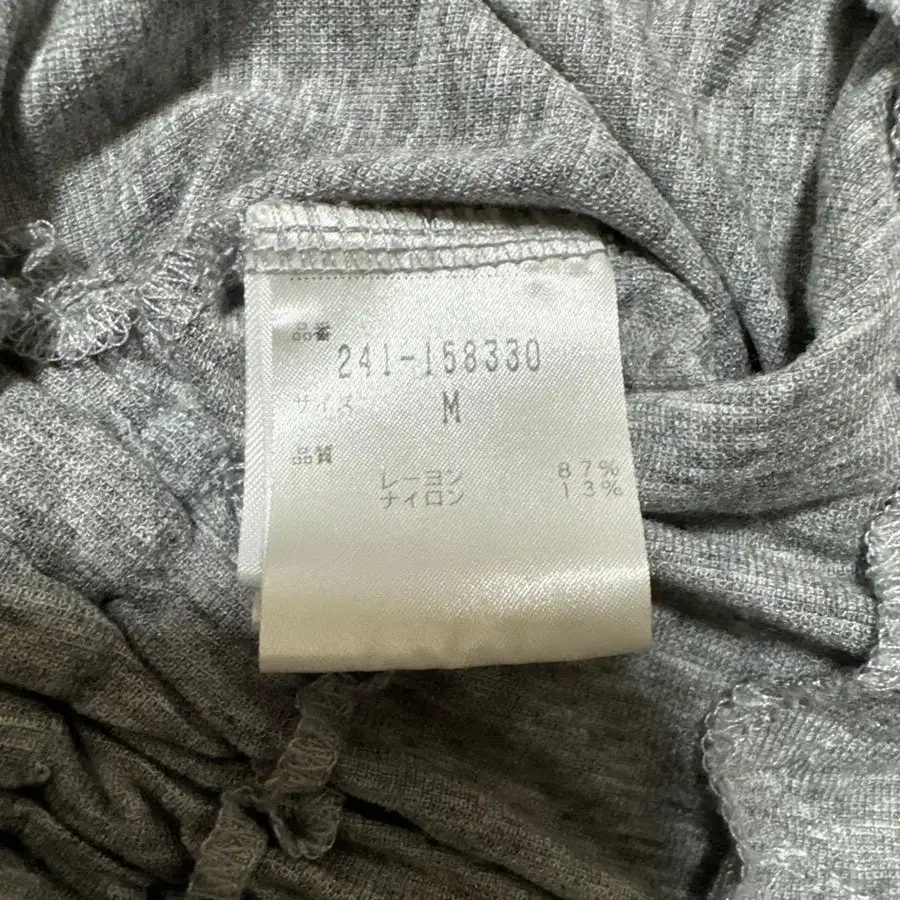 品番
241-158330
サイズ M
品質
レーヨン 87%
ナイロン 13%